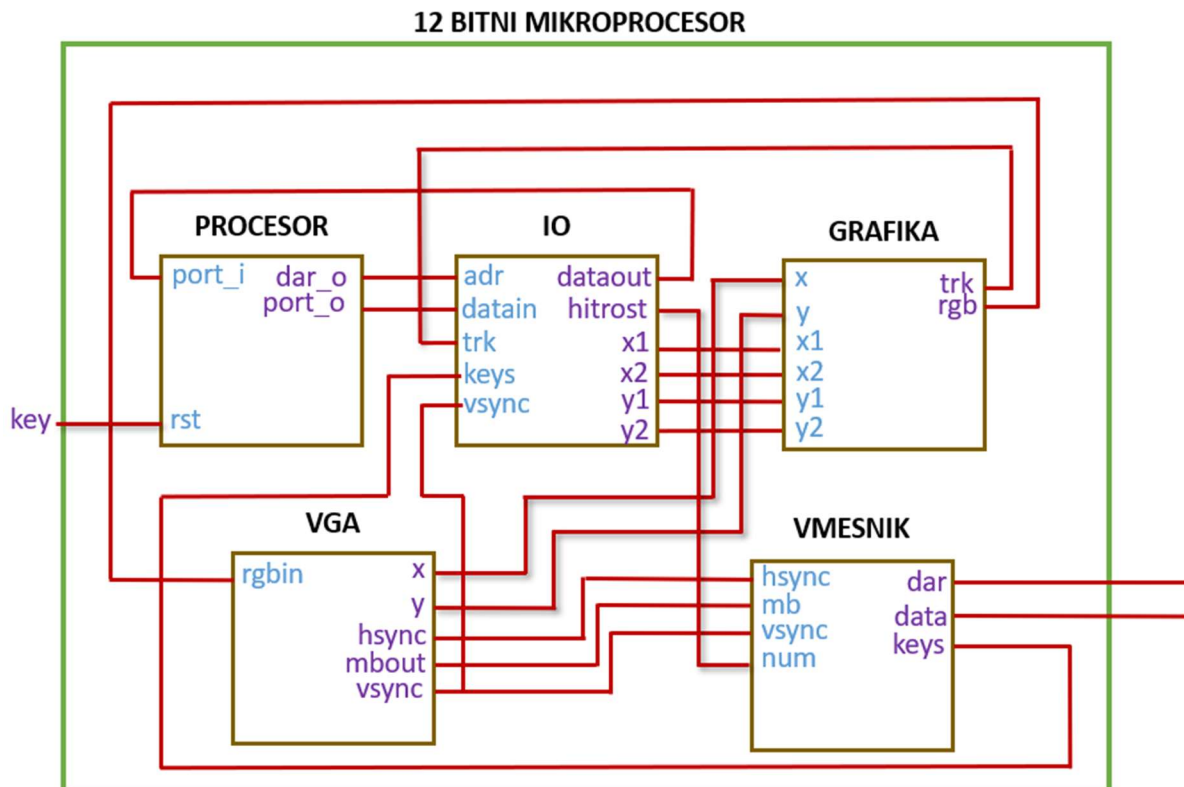 12 BITNI MIKROPROCESOR
PROCESOR
port_i
dar_o
port_o
rst
key
IO
adr
datain
trk
keys
vsync
dataout
hitrost
x1
x2
y1
y2
GRAFIKA
x
y
x1
x2
y1
y2
trk
rgb
VGA
rgbin
x
y
hsync
mbout
vsync
VMESNIK
hsync
mb
vsync
num
dar
data
keys